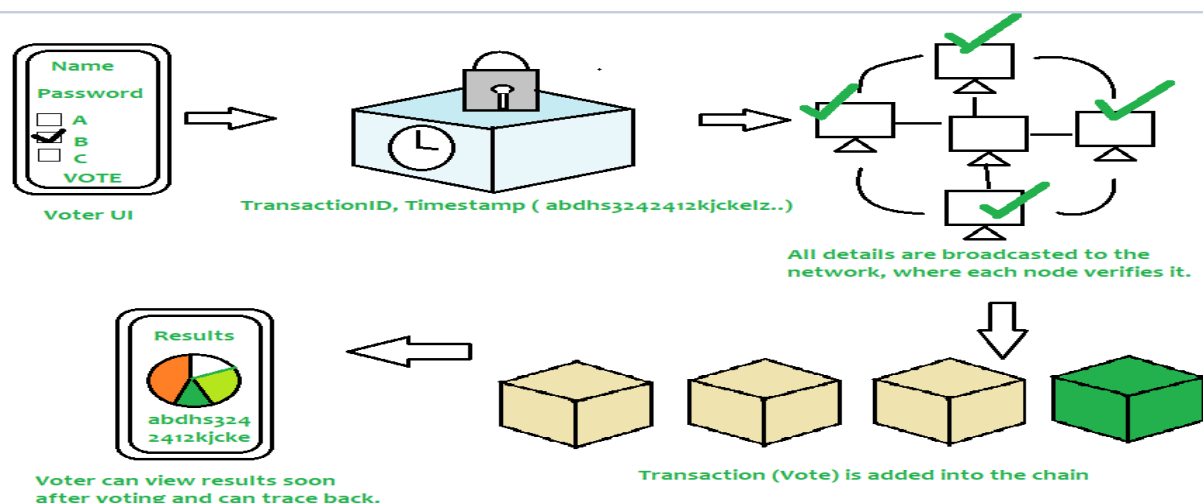 Name
Password
A
B
C
VOTE
Voter UI
TransactionID, Timestamp ( abdhs3242412kjckelz..)
All details are broadcasted to the
network, where each node verifies it.
Results
abdhs324
2412kjcke
Voter can view results soon
after voting and can trace back.
Transaction (Vote) is added into the chain